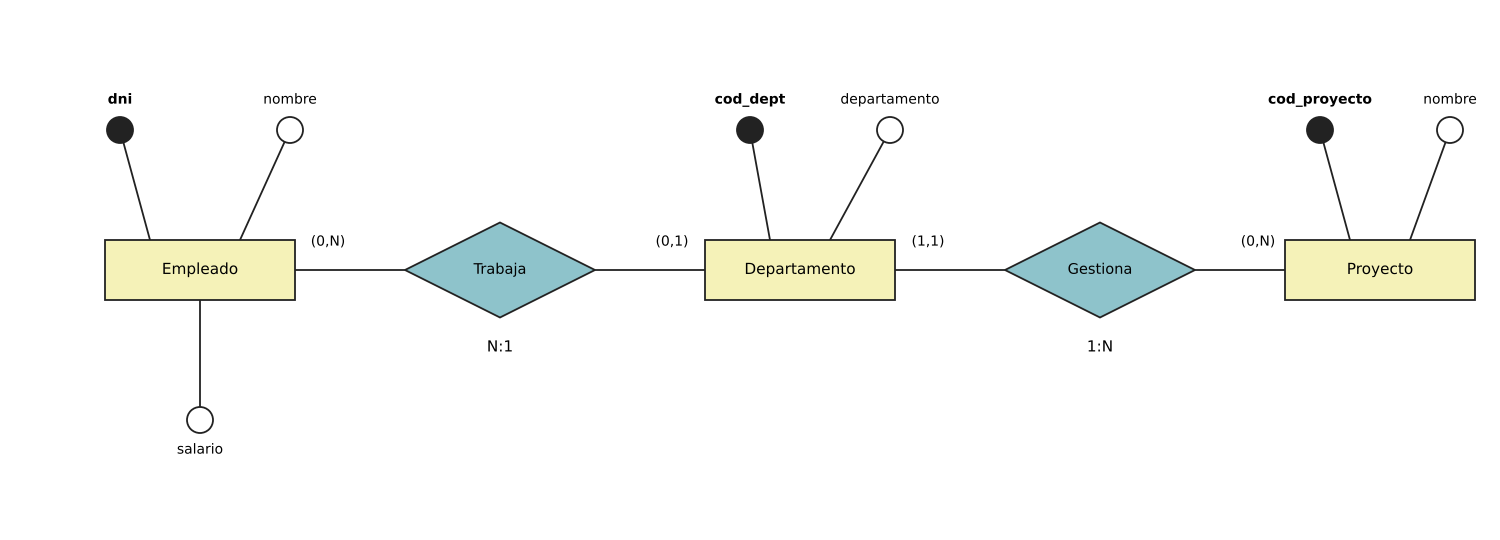 dni
nombre
cod_dept
departamento
cod_proyecto
nombre
(0,N)
(0,1)
(1,1)
(0,N)
Empleado
Trabaja
Departamento
Gestiona
Proyecto
N:1
1:N
salario